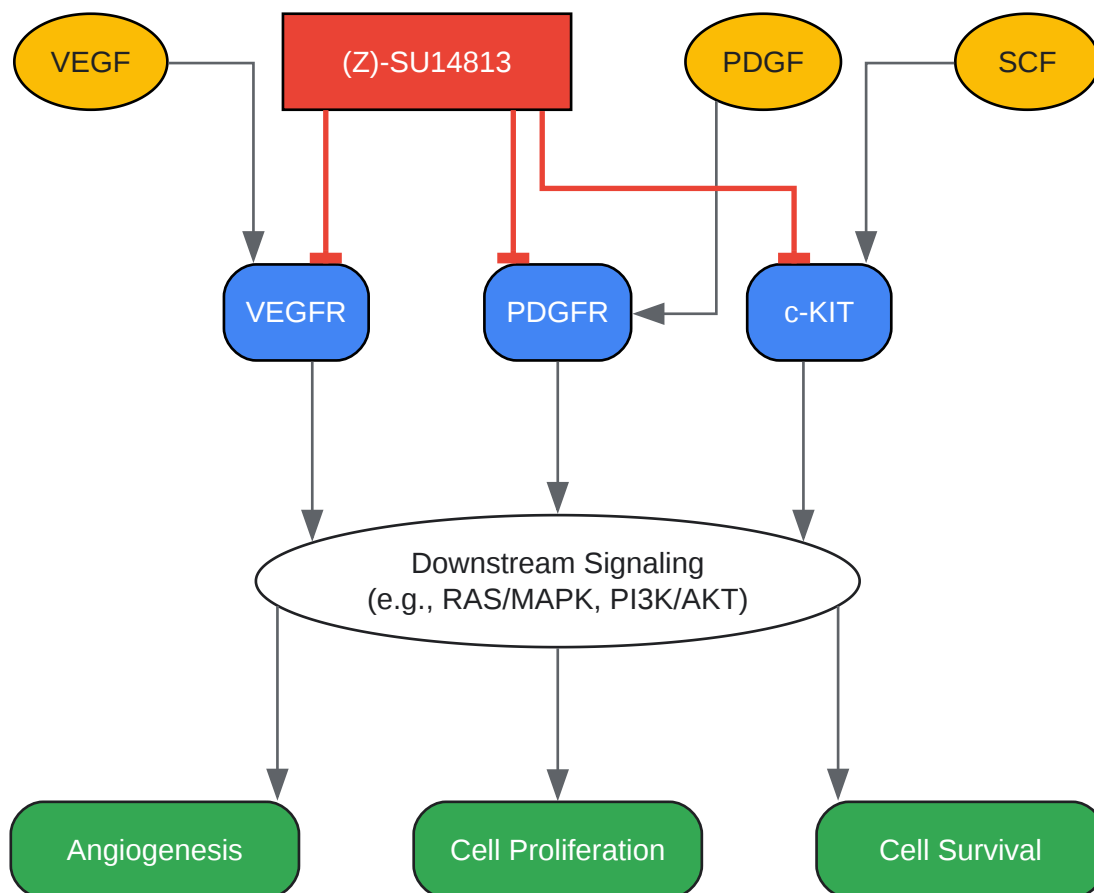 VEGF
(Z)-SU14813
PDGF
SCF
VEGFR
PDGFR
c-KIT
Downstream Signaling
(e.g., RAS/MAPK, PI3K/AKT)
Angiogenesis
Cell Proliferation
Cell Survival